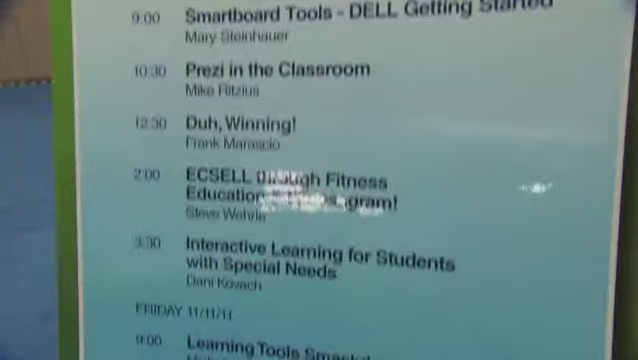 9:00 Smartboard Tools - DELL Getting Started
Mary Steinhauer
10:30 Prezi in the Classroom
Mike Ritzius
12:30 Duh, Winning!
Frank Marascio
2:00 ECSELL through Fitness
Education
Steve Wehrle
3:30 Interactive Learning for Students
with Special Needs
Dani Kovach
FRIDAY 11/11/11
9:00 Learning Tools